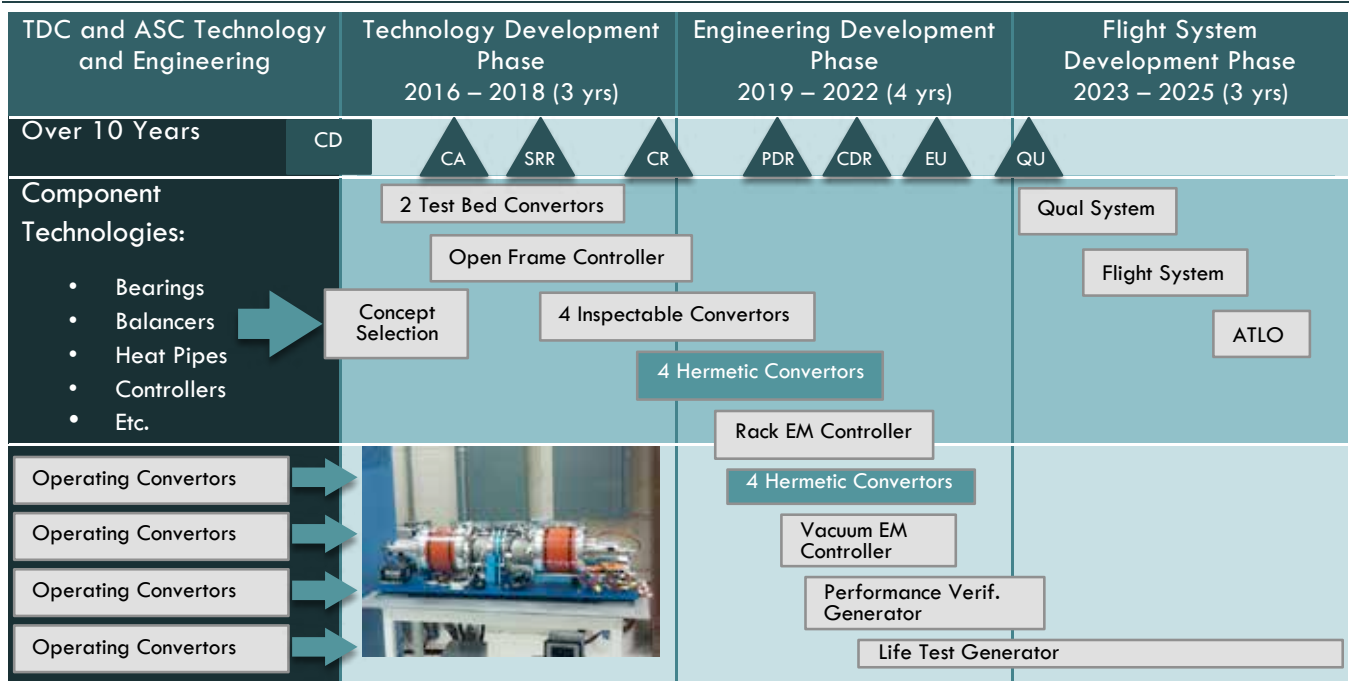 TDC and ASC Technology
and Engineering
Technology Development
Phase
2016 – 2018 (3 yrs)
Engineering Development
Phase
2019 – 2022 (4 yrs)
Flight System
Development Phase
2023 – 2025 (3 yrs)
Over 10 Years
CD
CA
SRR
CR
PDR
CDR
EU
QU
Component
Technologies:
• Bearings
• Balancers
• Heat Pipes
• Controllers
• Etc.
Concept
Selection
2 Test Bed Convertors
Open Frame Controller
4 Inspectable Convertors
4 Hermetic Convertors
Rack EM Controller
Qual System
Flight System
ATLO
Operating Convertors
Operating Convertors
Operating Convertors
Operating Convertors
4 Hermetic Convertors
Vacuum EM
Controller
Performance Verif.
Generator
Life Test Generator